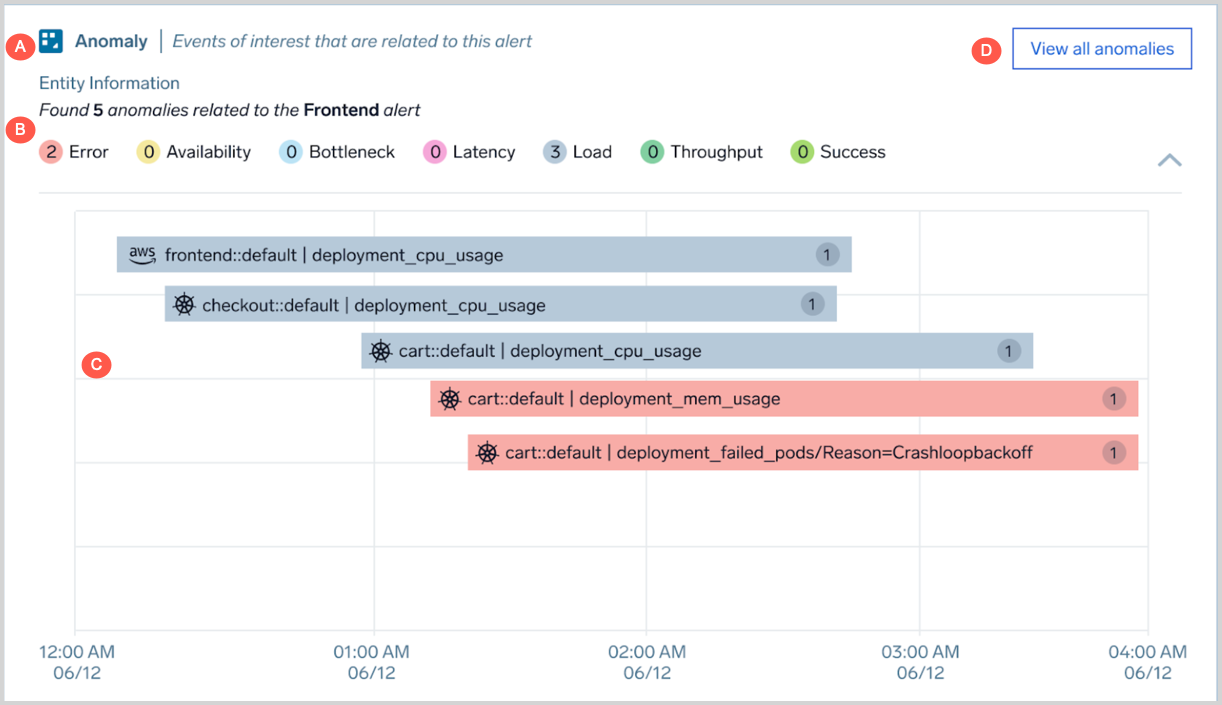 A
Anomaly | Events of interest that are related to this alert
D
View all anomalies
Entity Information
Found 5 anomalies related to the Frontend alert
B
2 Error 0 Availability 0 Bottleneck 0 Latency 3 Load 0 Throughput 0 Success
aws frontend::default | deployment_cpu_usage 1
checkout::default | deployment_cpu_usage 1
cart::default | deployment_cpu_usage 1
C
cart::default | deployment_mem_usage 1
cart::default | deployment_failed_pods/Reason=Crashloopbackoff 1
12:00 AM 01:00 AM 02:00 AM 03:00 AM 04:00 AM
06/12 06/12 06/12 06/12 06/12